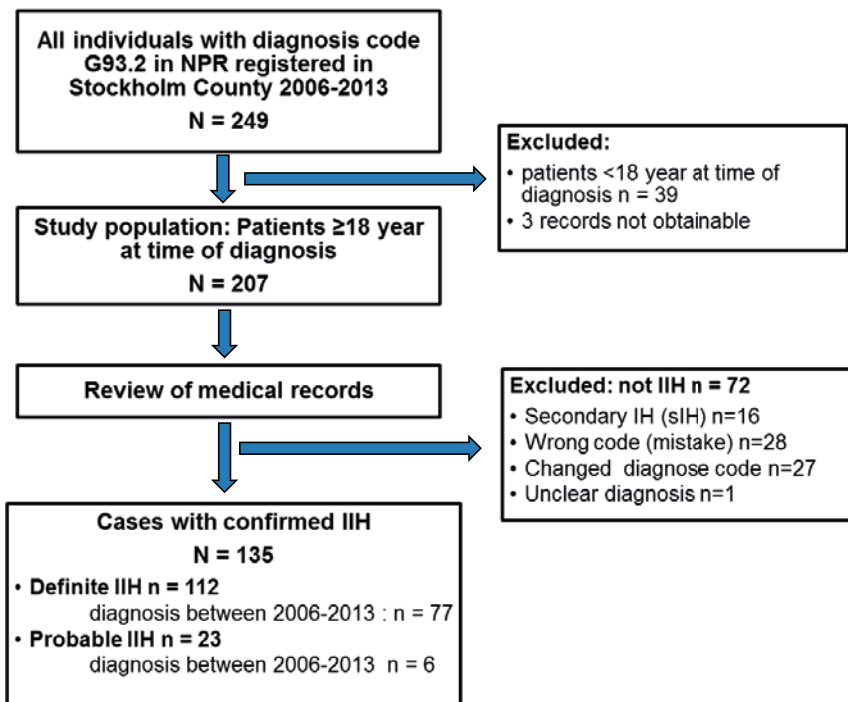 All individuals with diagnosis code
G93.2 in NPR registered in
Stockholm County 2006-2013
N = 249
Excluded:
• patients <18 year at time of
diagnosis n = 39
• 3 records not obtainable
Study population: Patients ≥18 year
at time of diagnosis
N = 207
Review of medical records
Excluded: not IIH n = 72
• Secondary IH (sIH) n=16
• Wrong code (mistake) n=28
• Changed diagnose code n=27
• Unclear diagnosis n=1
Cases with confirmed IIH
N = 135
• Definite IIH n = 112
diagnosis between 2006-2013 : n = 77
• Probable IIH n = 23
diagnosis between 2006-2013 n = 6